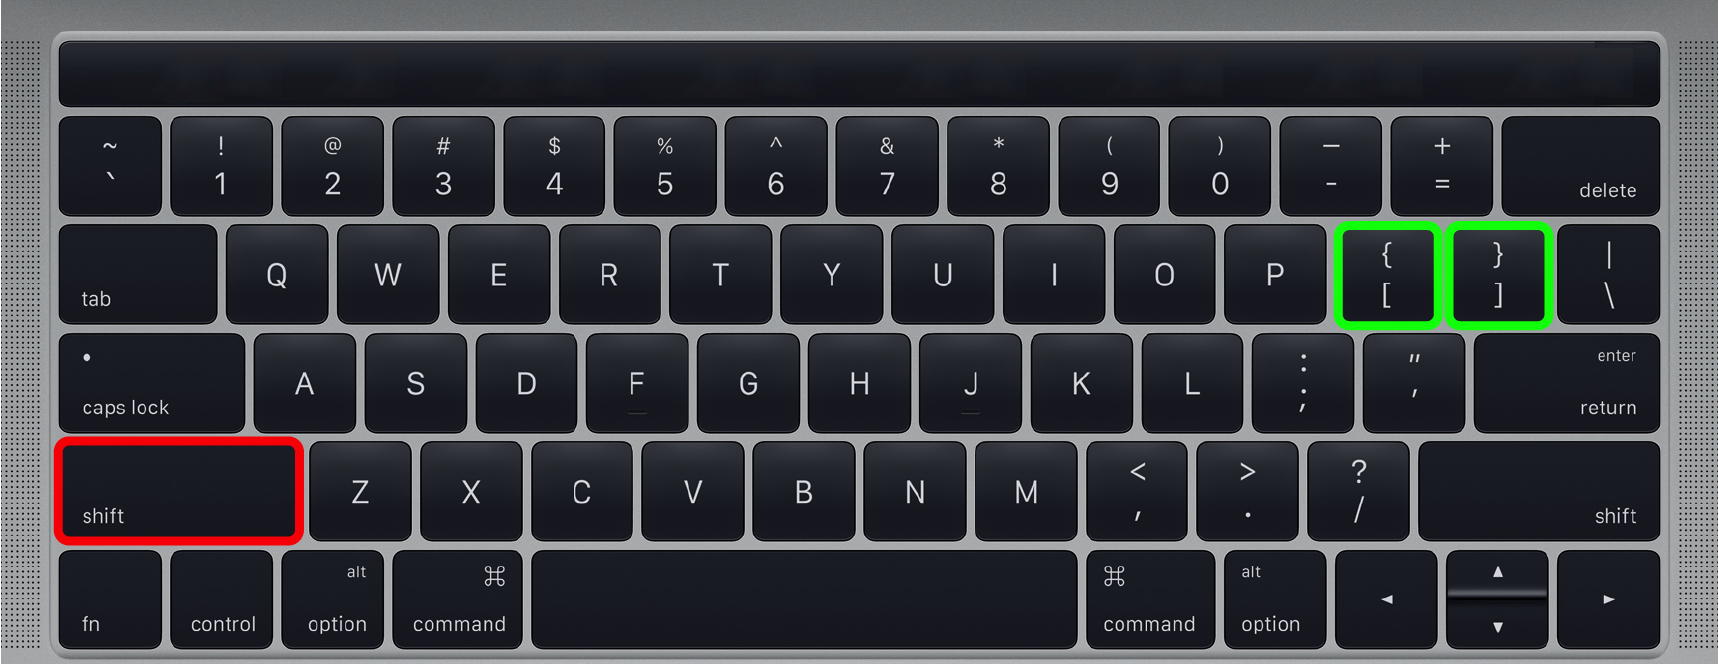 ~ ! @ # $ % ^ & * ( ) — +
` 1 2 3 4 5 6 7 8 9 0 - = delete
tab Q W E R T Y U I O P { } |
[ ] \
caps lock A S D F G H J K L : " enter
; ' return
shift Z X C V B N M < > ? shift
, . /
alt ⌘ ⌘ alt ▲
fn control option command command option ◄ ▼ ►